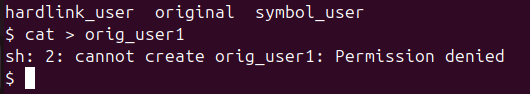 hardlink_user  original  symbol_user
$ cat > orig_user1
sh: 2: cannot create orig_user1: Permission denied
$